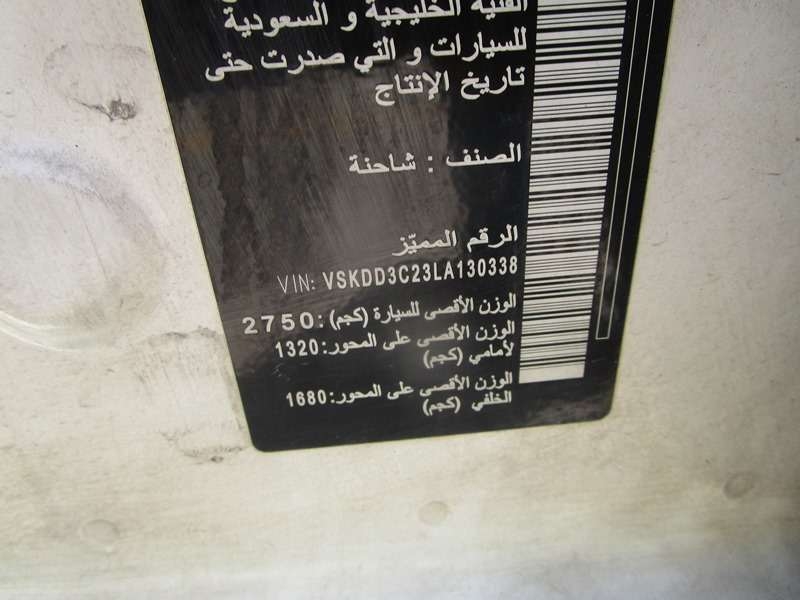 الفنية الخليجية و السعودية
للسيارات و التي صدرت حتى
تاريخ الإنتاج
الصنف : شاحنة
الرقم المميّز
VIN: VSKDD3C23LA130338
الوزن الأقصى للسيارة (كجم): 2750
الوزن الأقصى على المحور: 1320
لأمامي (كجم)
الوزن الأقصى على المحور: 1680
الخلفي (كجم)